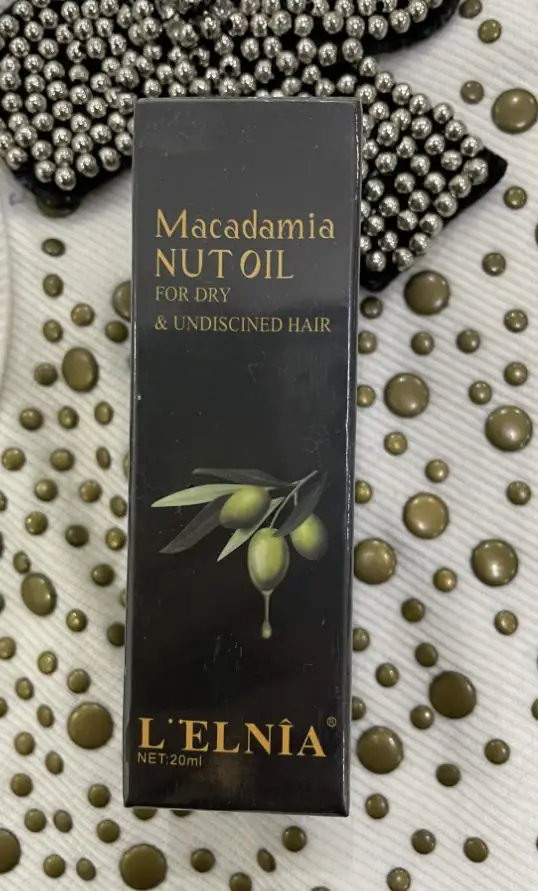 Macadamia
NUT OIL
FOR DRY
& UNDISCINED HAIR
L¨ELNÎA®
NET:20ml